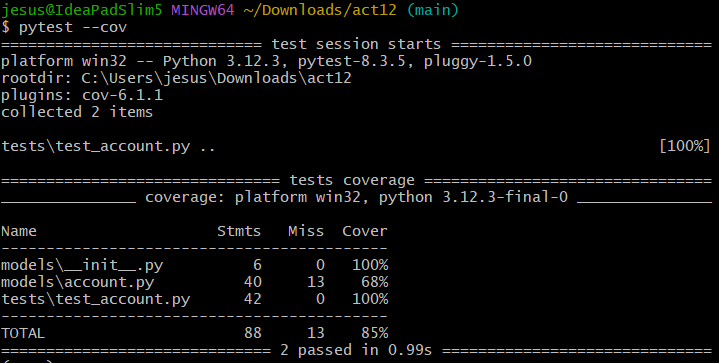 jesus@IdeaPadSlim5 MINGW64 ~/Downloads/act12 (main)
$ pytest --cov
============================= test session starts =============================
platform win32 -- Python 3.12.3, pytest-8.3.5, pluggy-1.5.0
rootdir: C:\Users\jesus\Downloads\act12
plugins: cov-6.1.1
collected 2 items
tests\test_account.py .. [100%]
=============================== tests coverage ================================
_______________ coverage: platform win32, python 3.12.3-final-0 _______________
Name Stmts Miss Cover
-------------------------------------------
models\__init__.py 6 0 100%
models\account.py 40 13 68%
tests\test_account.py 42 0 100%
-------------------------------------------
TOTAL 88 13 85%
============================== 2 passed in 0.99s ==============================